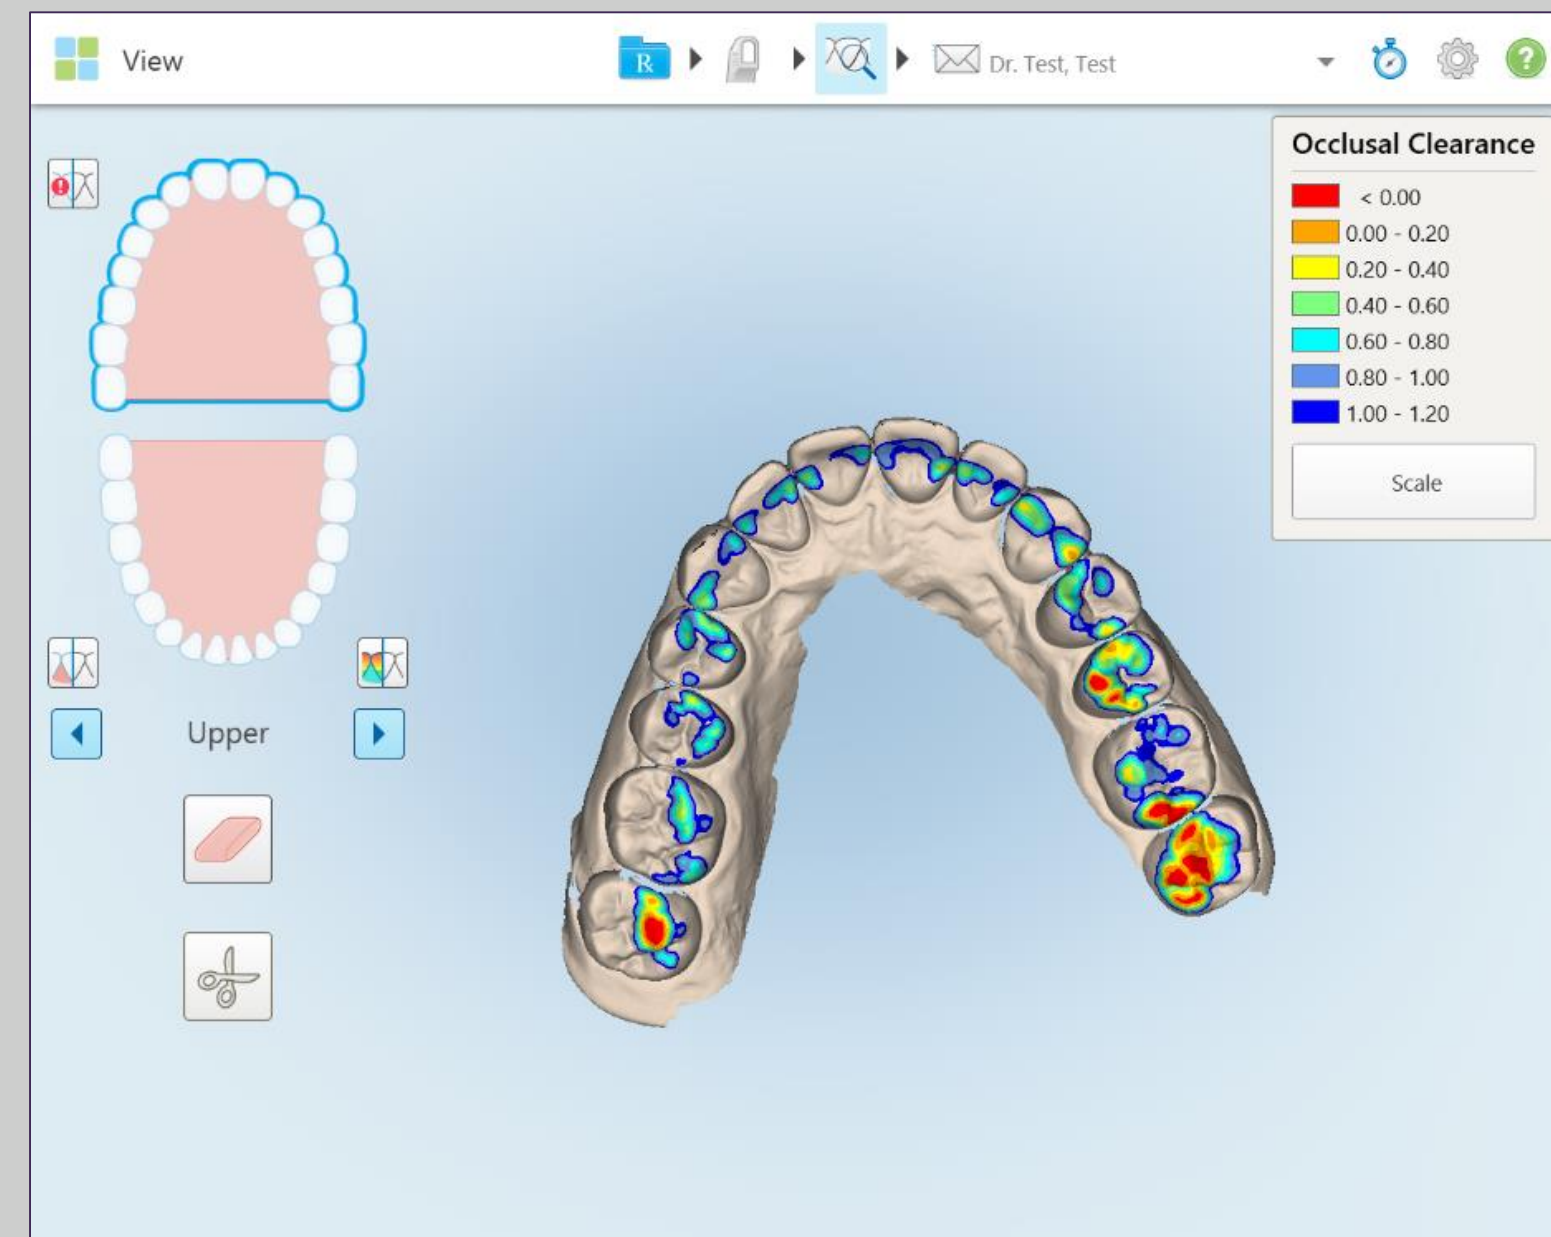 View
R
Dr. Test, Test
?
Occlusal Clearance
< 0.00
0.00 - 0.20
0.20 - 0.40
0.40 - 0.60
0.60 - 0.80
0.80 - 1.00
1.00 - 1.20
Scale
Upper